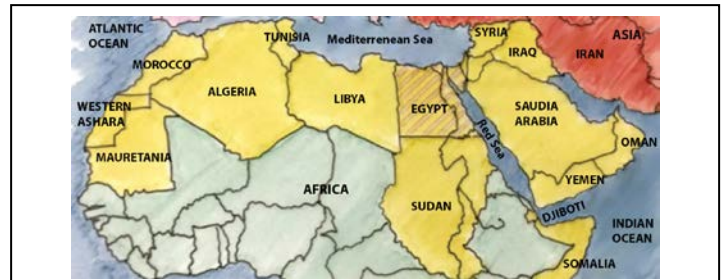 ATLANTIC
OCEAN
TUNISIA
Mediterrenean Sea
SYRIA
ASIA
IRAQ
IRAN
MOROCCO
ALGERIA
LIBYA
EGYPT
SAUDIA
ARABIA
WESTERN
ASHARA
Red Sea
OMAN
MAURETANIA
AFRICA
YEMEN
SUDAN
DJIBOTI
INDIAN
OCEAN
SOMALIA